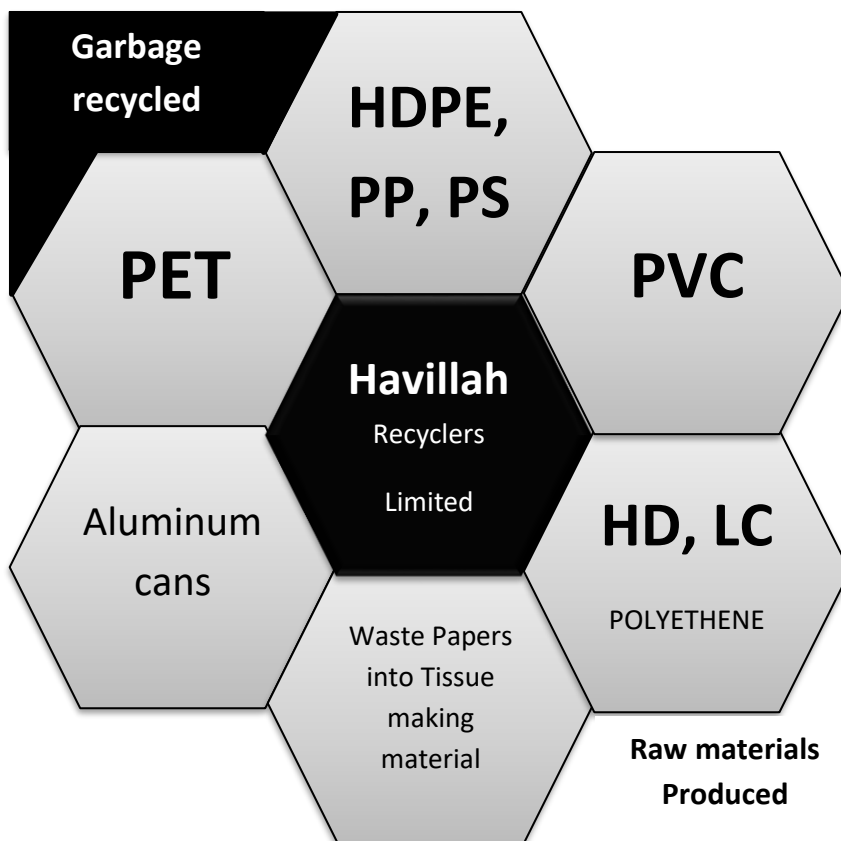 Garbage
recycled
HDPE,
PP, PS
PET
PVC
Havillah
Recyclers
Limited
Aluminum
cans
HD, LC
POLYETHENE
Waste Papers
into Tissue
making
material
Raw materials
Produced